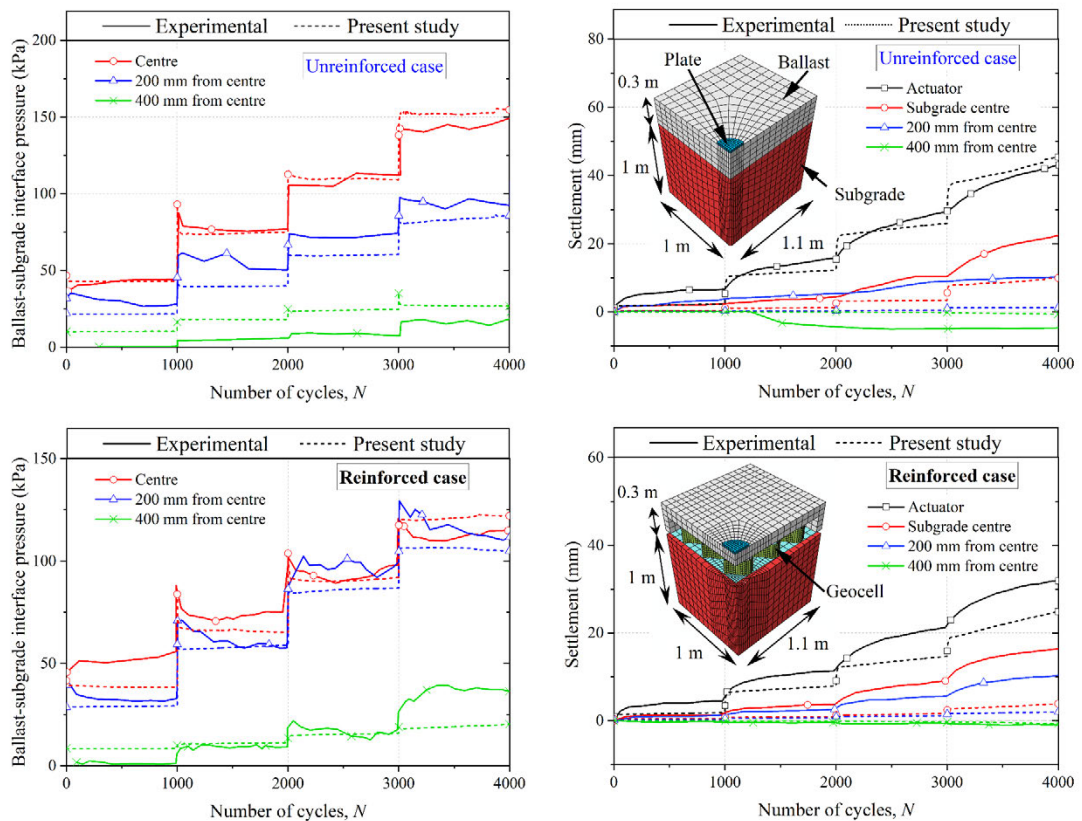 Experimental
Present study
Unreinforced case
Centre
200 mm from centre
400 mm from centre
Ballast-subgrade interface pressure (kPa)
200
150
100
50
0
0
1000
2000
3000
4000
Number of cycles, N
Experimental
Present study
Unreinforced case
Plate
Ballast
0.3 m
1 m
1 m
1.1 m
Subgrade
Actuator
Subgrade centre
200 mm from centre
400 mm from centre
Settlement (mm)
80
60
40
20
0
-10
0
1000
2000
3000
4000
Number of cycles, N
Experimental
Present study
Reinforced case
Centre
200 mm from centre
400 mm from centre
Ballast-subgrade interface pressure (kPa)
150
100
50
0
0
1000
2000
3000
4000
Number of cycles, N
Experimental
Present study
Reinforced case
0.3 m
1 m
1 m
1.1 m
Geocell
Actuator
Subgrade centre
200 mm from centre
400 mm from centre
Settlement (mm)
60
40
20
0
-10
0
1000
2000
3000
4000
Number of cycles, N